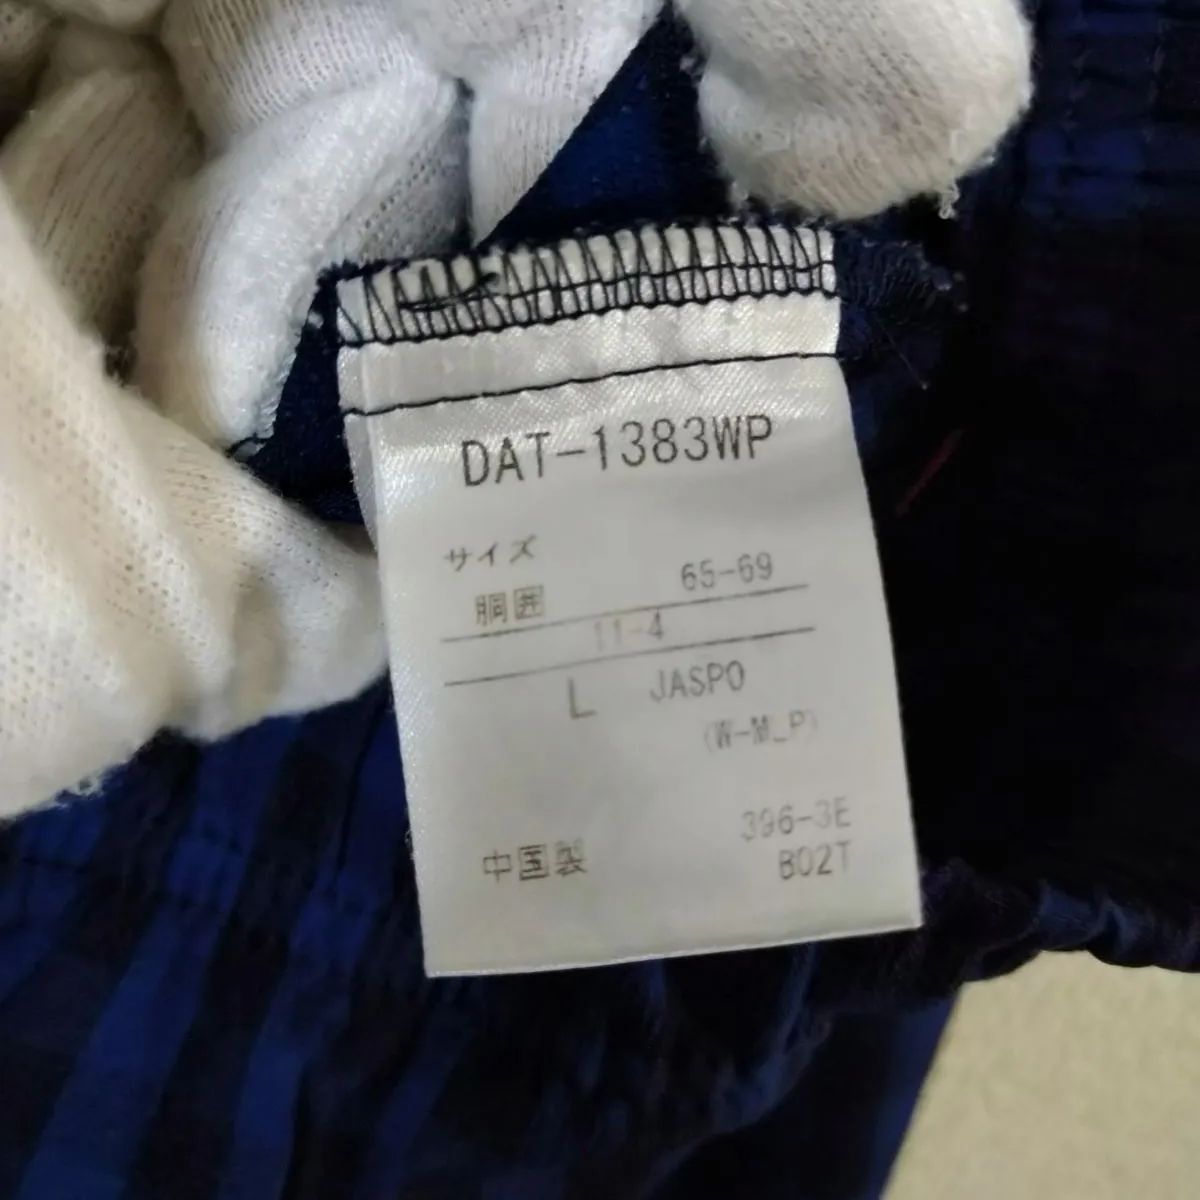 DAT-1383WP
サイズ
胴囲 65-69
11-4
L JASPO
(W-M_P)
396-3E
中国製 B02T